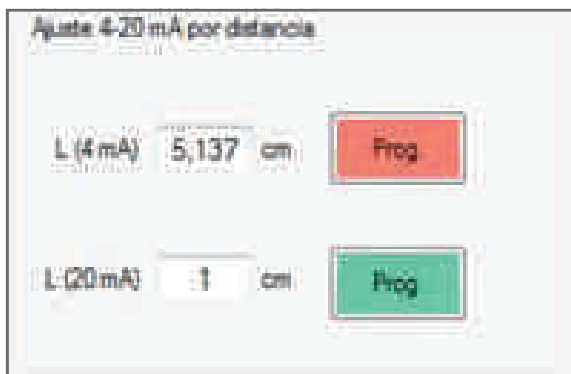 Ajuste 4-20 mA por distancia
L (4 mA) 5,137 cm Prog.
L (20 mA) 1 cm Prog.